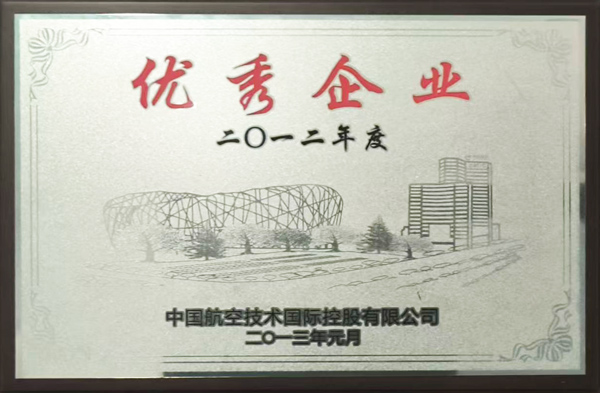 优秀企业
二〇一二年度
中国航空技术国际控股有限公司
二〇一三年元月